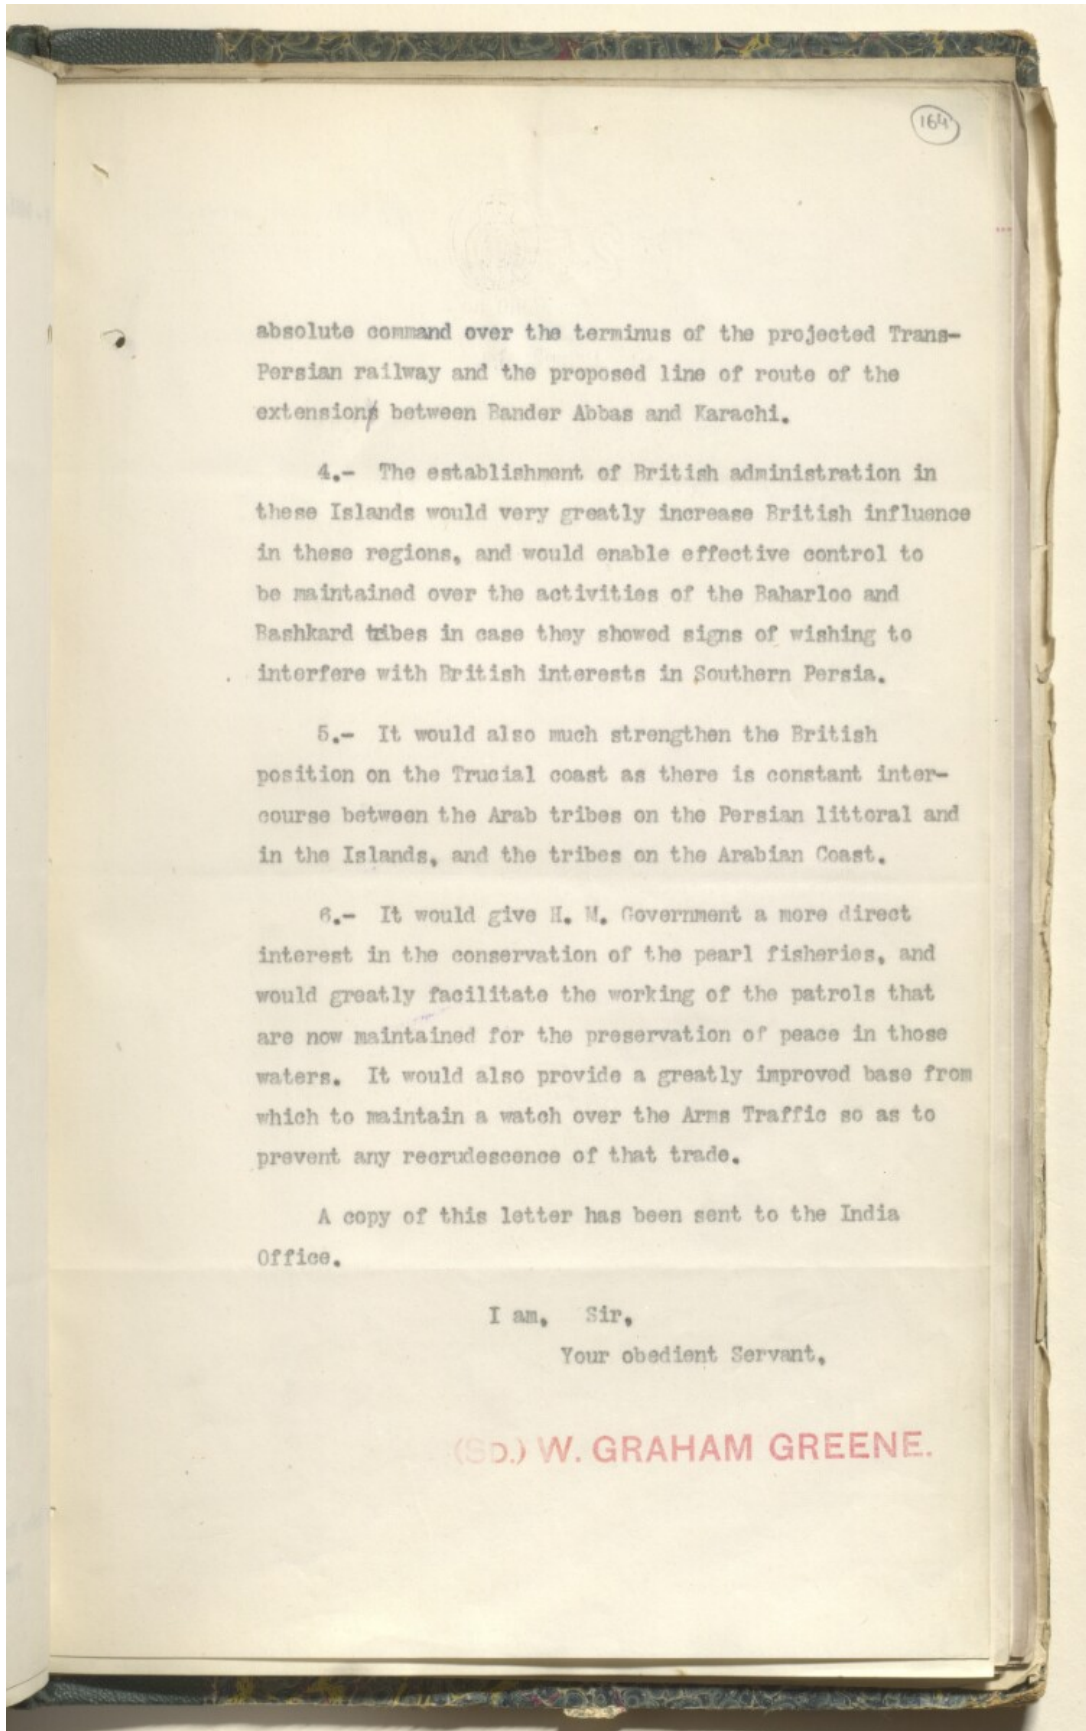 164
absolute command over the terminus of the projected Trans-
Persian railway and the proposed line of route of the
extension between Bander Abbas and Karachi.
4.- The establishment of British administration in
these Islands would very greatly increase British influence
in these regions, and would enable effective control to
be maintained over the activities of the Baharloo and
Bashkard tribes in case they showed signs of wishing to
interfere with British interests in Southern Persia.
5.- It would also much strengthen the British
position on the Trucial coast as there is constant inter-
course between the Arab tribes on the Persian littoral and
in the Islands, and the tribes on the Arabian Coast.
6.- It would give H. M. Government a more direct
interest in the conservation of the pearl fisheries, and
would greatly facilitate the working of the patrols that
are now maintained for the preservation of peace in those
waters. It would also provide a greatly improved base from
which to maintain a watch over the Arms Traffic so as to
prevent any recrudescence of that trade.
A copy of this letter has been sent to the India
Office.
I am, Sir,
Your obedient Servant,
(SD.) W. GRAHAM GREENE.